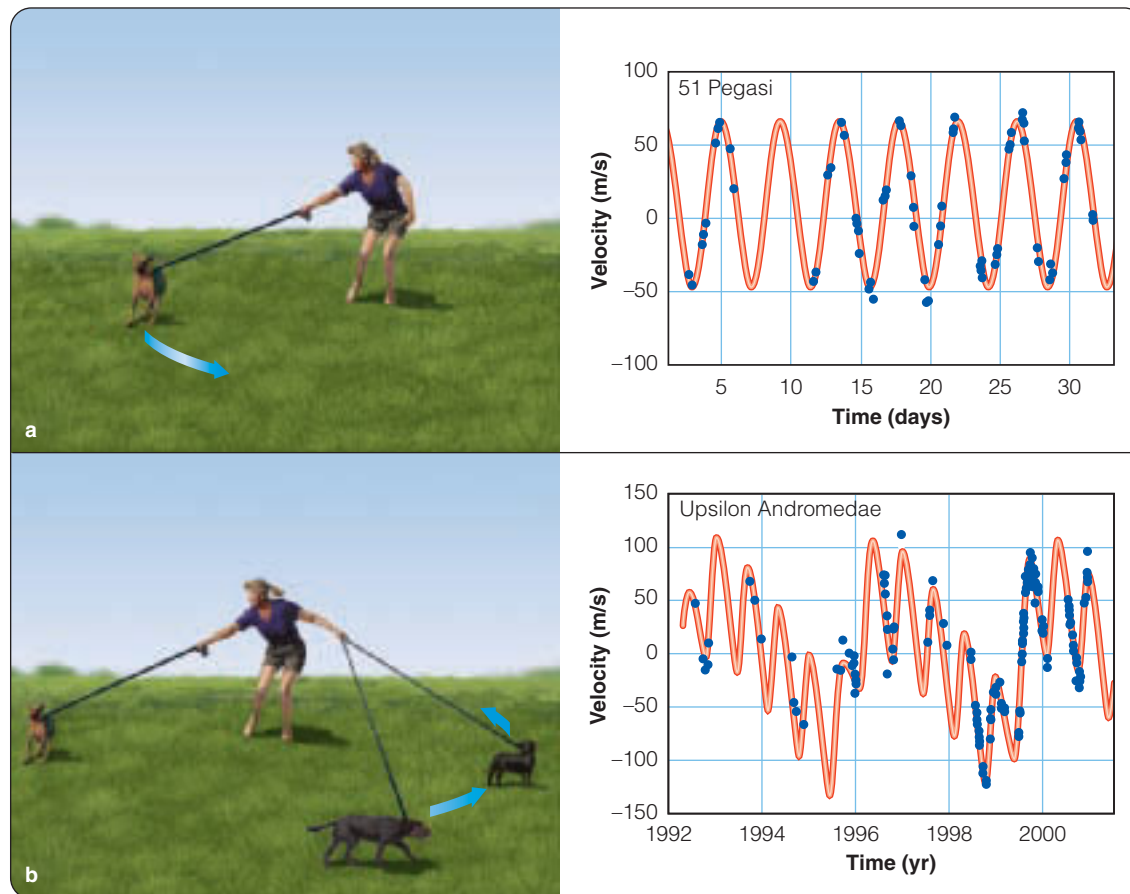 a
51 Pegasi
Velocity (m/s)
100
50
0
−50
−100
5 10 15 20 25 30
Time (days)
b
Upsilon Andromedae
Velocity (m/s)
150
100
50
0
−50
−100
−150
1992 1994 1996 1998 2000
Time (yr)